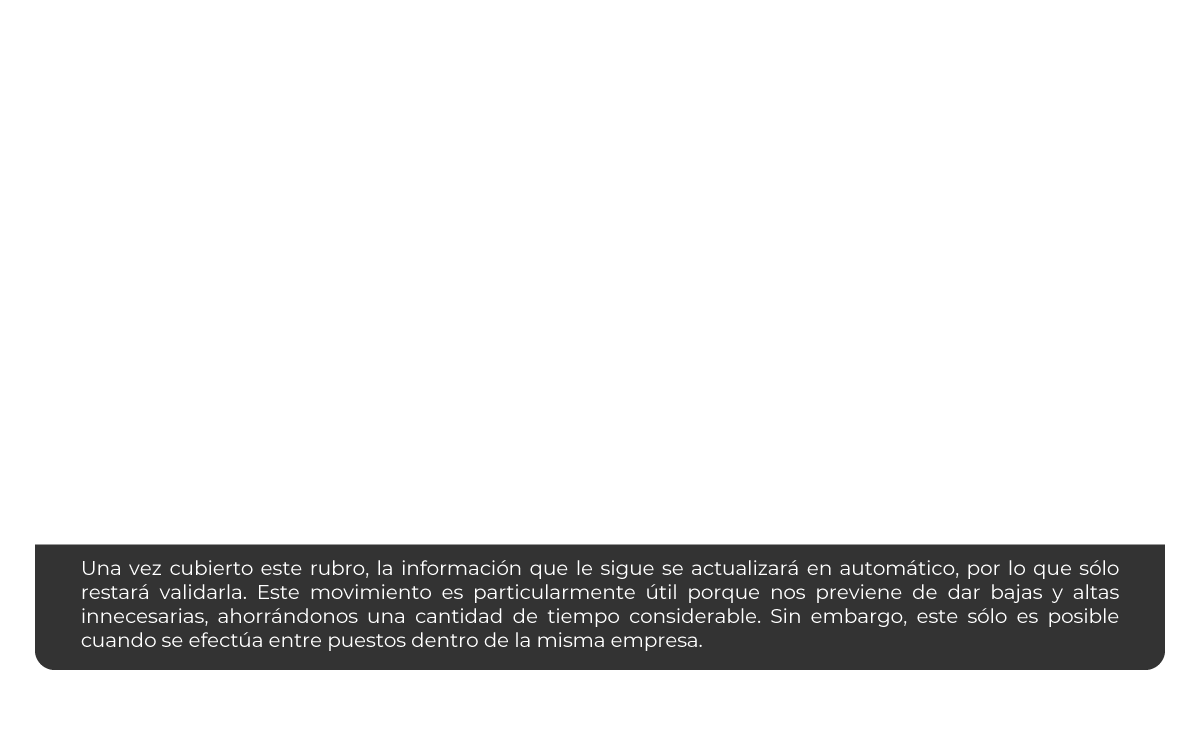 Una vez cubierto este rubro, la información que le sigue se actualizará en automático, por lo que sólo
restará validarla. Este movimiento es particularmente útil porque nos previene de dar bajas y altas
innecesarias, ahorrándonos una cantidad de tiempo considerable. Sin embargo, este sólo es posible
cuando se efectúa entre puestos dentro de la misma empresa.